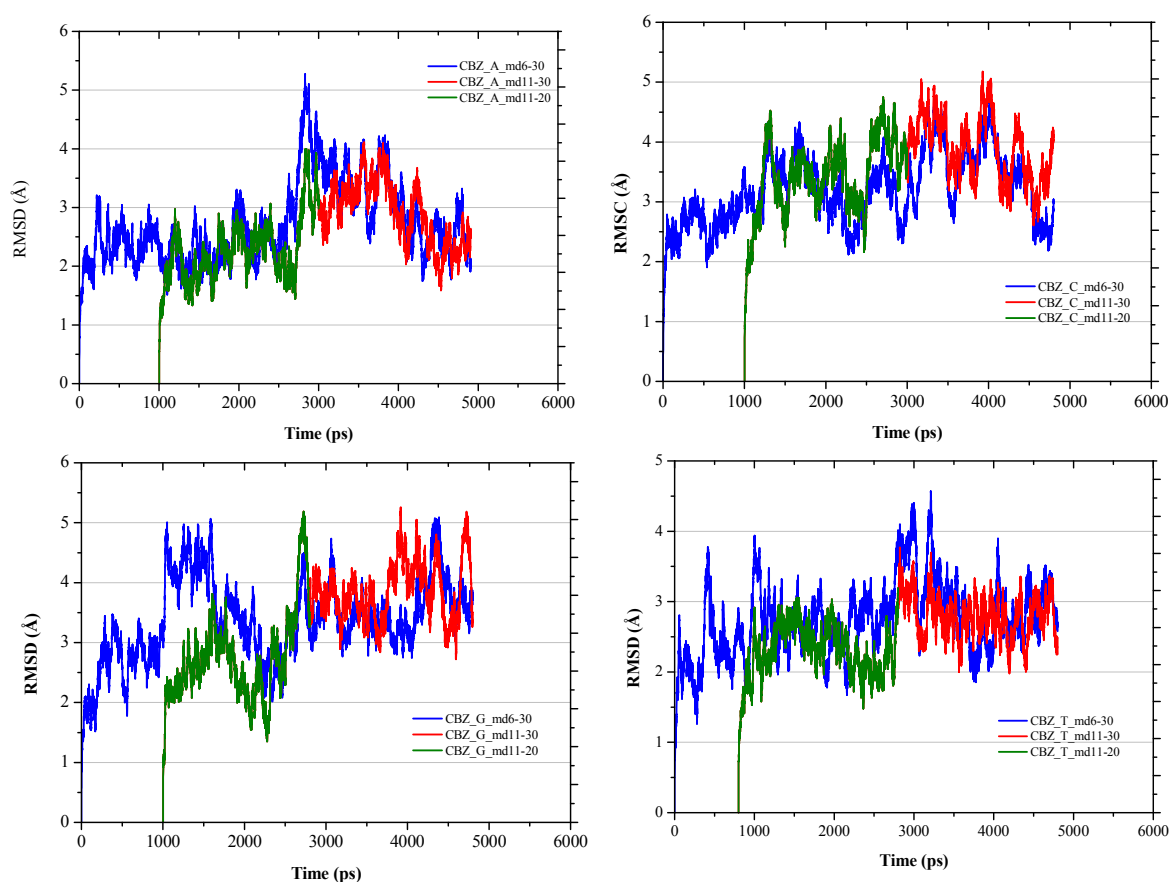 6
5
4
3
2
1
0
RMSD (Å)
CBZ_A_md6-30
CBZ_A_md11-30
CBZ_A_md11-20
0 1000 2000 3000 4000 5000 6000
Time (ps)
6
5
4
3
2
1
0
RMSC (Å)
CBZ_C_md6-30
CBZ_C_md11-30
CBZ_C_md11-20
0 1000 2000 3000 4000 5000 6000
Time (ps)
6
5
4
3
2
1
0
RMSD (Å)
CBZ_G_md6-30
CBZ_G_md11-30
CBZ_G_md11-20
0 1000 2000 3000 4000 5000 6000
Time (ps)
5
4
3
2
1
0
RMSD (Å)
CBZ_T_md6-30
CBZ_T_md11-30
CBZ_T_md11-20
0 1000 2000 3000 4000 5000 6000
Time (ps)